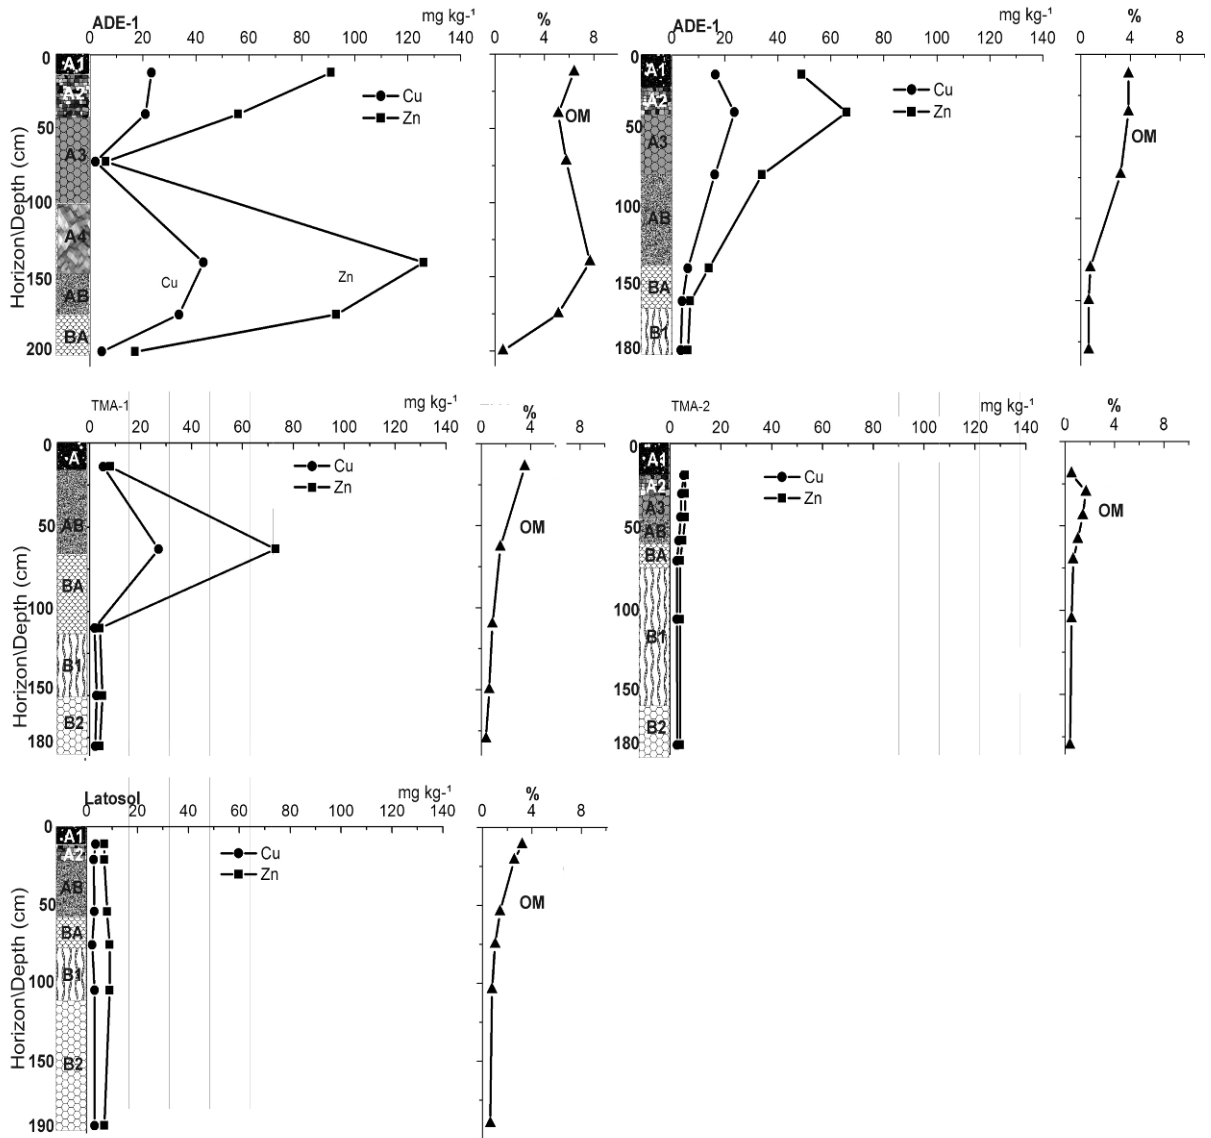 ADE-1
mg kg-¹
0 20 40 60 80 100 120 140
%
0 4 8
Horizon\Depth (cm)
0
50
100
150
200
A1
A2
A3
A4
AB
BA
Cu
Zn
Cu
Zn
OM
ADE-1
mg kg-¹
0 20 40 60 80 100 120 140
%
0 4 8
0
50
100
150
180
A1
A2
A3
AB
BA
B1
Cu
Zn
OM
TMA-1
mg kg-¹
0 20 40 60 80 100 120 140
%
0 4 8
Horizon\Depth (cm)
0
50
100
150
180
A
AB
BA
B1
B2
Cu
Zn
OM
TMA-2
mg kg-¹
0 20 40 60 80 100 120 140
%
0 4 8
0
50
100
150
180
A1
A2
A3
AB
BA
B1
B2
Cu
Zn
OM
Latosol
mg kg-¹
0 20 40 60 80 100 120 140
%
0 4 8
Horizon\Depth (cm)
0
50
100
150
190
A1
A2
AB
BA
B1
B2
Cu
Zn
OM